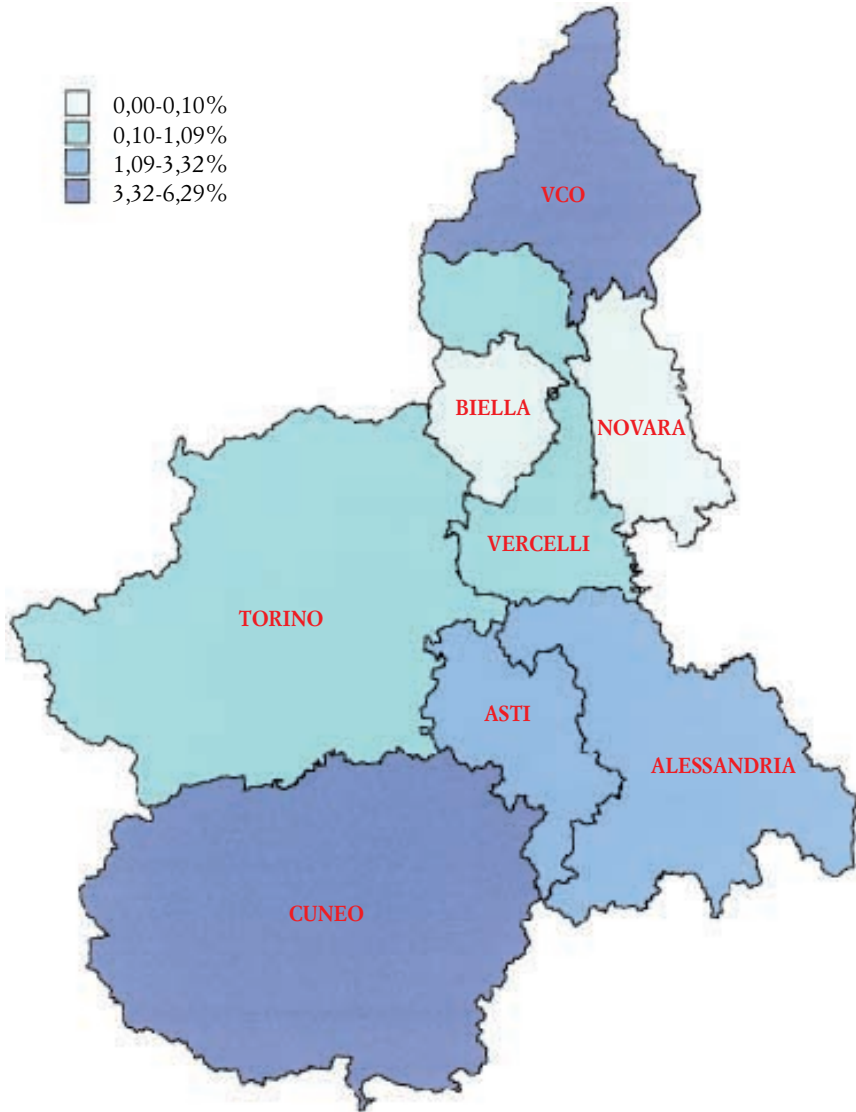 0,00-0,10%
0,10-1,09%
1,09-3,32%
3,32-6,29%
VCO
BIELLA
NOVARA
VERCELLI
TORINO
ASTI
ALESSANDRIA
CUNEO